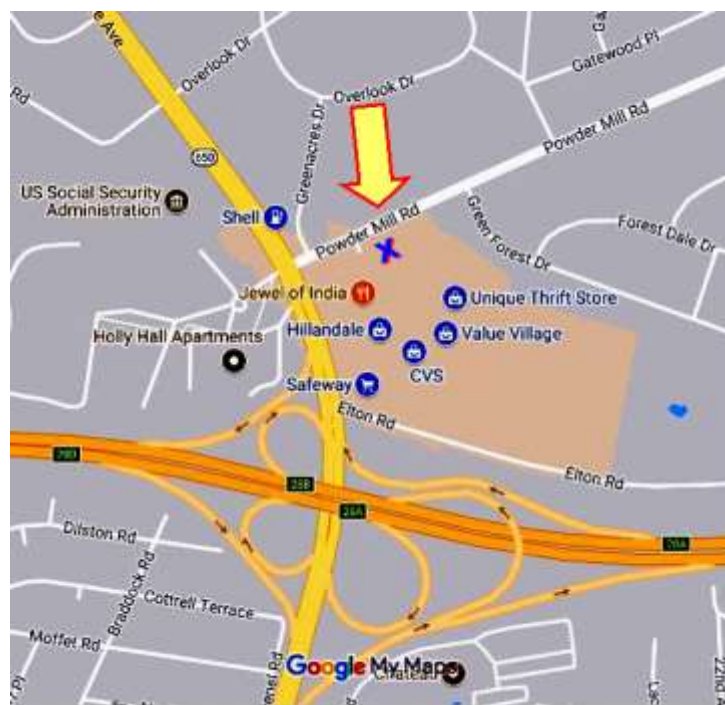 e Ave
Overlook Dr
Gatewood Pl
Rd
Overlook Dr
Powder Mill Rd
650
Greenacres Dr
US Social Security
Administration
Shell
Powder Mill Rd
Green Forest Dr
Forest Dale Dr
X
Jewel of India
Unique Thrift Store
Hillandale
Value Village
Holly Hall Apartments
CVS
Safeway
Elton Rd
Elton Rd
28B
28A
28A
Dilston Rd
Braddock Rd
Cottrell Terrace
Moffet Rd
Google My Maps
Chateau
22nd A